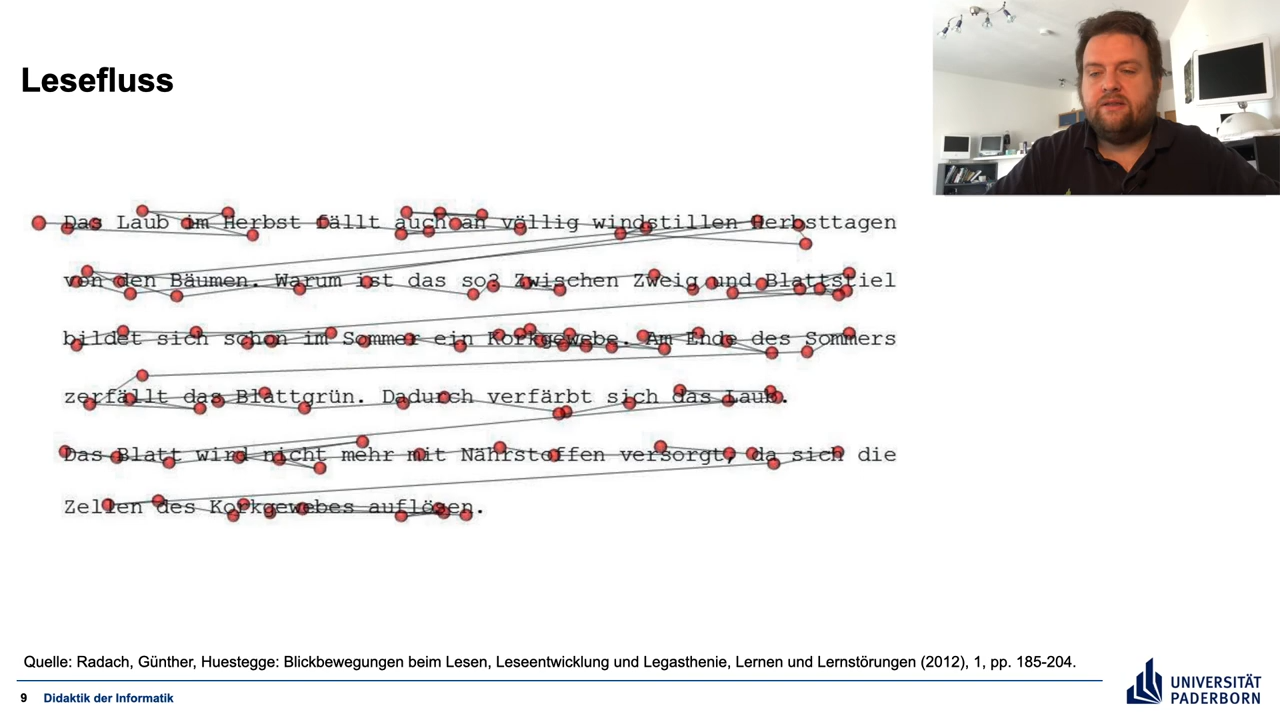 Lesefluss
Das Laub im Herbst fällt auch an völlig windstillen Herbsttagen
von den Bäumen. Warum ist das so? Zwischen Zweig und Blattstiel
bildet sich schon im Sommer ein Korkgewebe. Am Ende des Sommers
zerfällt das Blattgrün. Dadurch verfärbt sich das Laub.
Das Blatt wird nicht mehr mit Nährstoffen versorgt, da sich die
Zellen des Korkgewebes auflösen.
Quelle: Radach, Günther, Huestegge: Blickbewegungen beim Lesen, Leseentwicklung und Legasthenie, Lernen und Lernstörungen (2012), 1, pp. 185-204.
9 Didaktik der Informatik
UNIVERSITÄT
PADERBORN